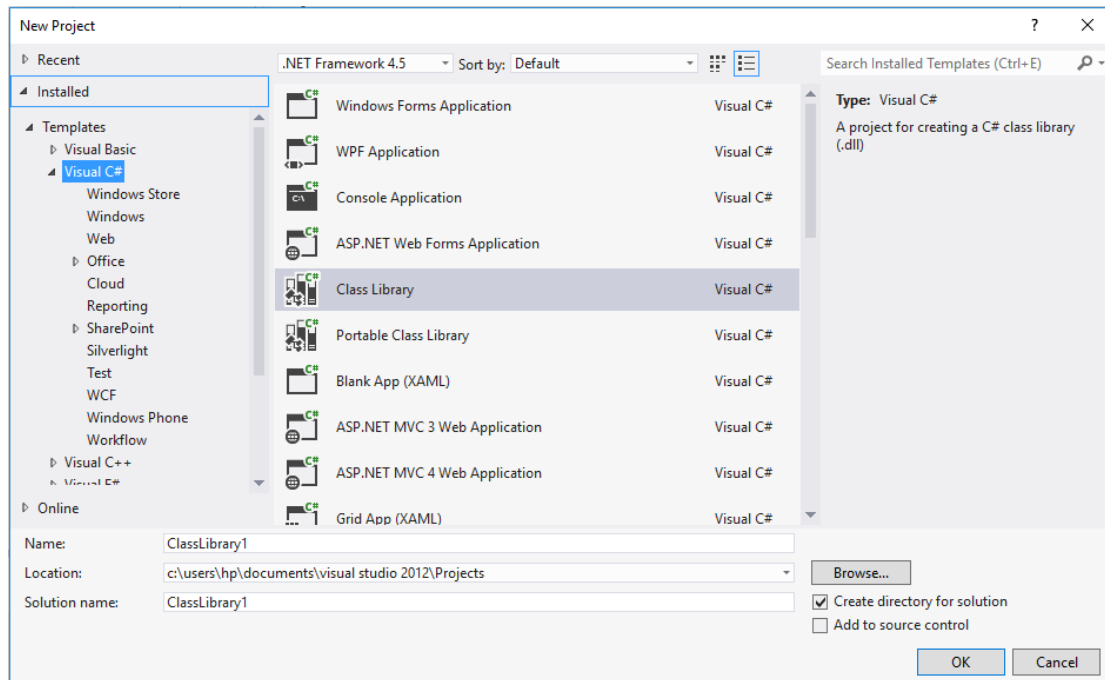 New Project
?
Recent
.NET Framework 4.5
Sort by: Default
Search Installed Templates (Ctrl+E)
Installed
Templates
Visual Basic
Visual C#
Windows Store
Windows
Web
Office
Cloud
Reporting
SharePoint
Silverlight
Test
WCF
Windows Phone
Workflow
Visual C++
Visual F#
Online
Windows Forms Application Visual C#
WPF Application Visual C#
Console Application Visual C#
ASP.NET Web Forms Application Visual C#
Class Library Visual C#
Portable Class Library Visual C#
Blank App (XAML) Visual C#
ASP.NET MVC 3 Web Application Visual C#
ASP.NET MVC 4 Web Application Visual C#
Grid App (XAML) Visual C#
Type: Visual C#
A project for creating a C# class library
(.dll)
Name: ClassLibrary1
Location: c:\users\hp\documents\visual studio 2012\Projects
Browse...
Solution name: ClassLibrary1
Create directory for solution
Add to source control
OK
Cancel